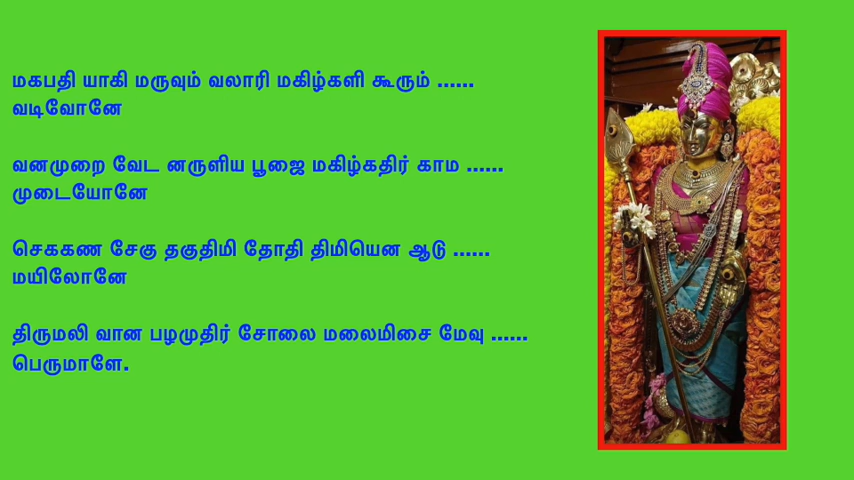 மகபதி யாகி மருவும் வலாரி மகிழ்களி கூரும் ......
வடிவோனே
வனமுறை வேட னருளிய பூஜை மகிழ்கதிர் காம ......
முடையோனே
செககண சேகு தகுதிமி தோதி திமியென ஆடு ......
மயிலோனே
திருமலி வான பழமுதிர் சோலை மலைமிசை மேவு ......
பெருமாளே.